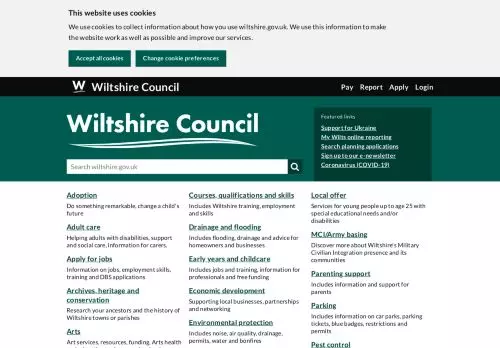 This website uses cookies
We use cookies to collect information about how you use wiltshire.gov.uk. We use this information to make
the website work as well as possible and improve our services.
Accept all cookies
Change cookie preferences
Wiltshire Council
Pay Report Apply Login
Wiltshire Council
Search wiltshire.gov.uk
Featured links
Support for Ukraine
My Wilts online reporting
Search planning applications
Sign up to our e-newsletter
Coronavirus (COVID-19)
Adoption
Do something remarkable, change a child's
future
Adult care
Helping adults with disabilities, support
and social care, information for carers.
Apply for jobs
Information on jobs, employment skills,
training and DBS applications.
Archives, heritage and
conservation
Research your ancestors and the history of
Wiltshire towns or parishes
Arts
Art services, resources, funding. Arts health
Courses, qualifications and skills
Includes Wiltshire training, employment
and skills
Drainage and flooding
Includes flooding, drainage and advice for
homeowners and businesses
Early years and childcare
Includes jobs and training, information for
professionals and free funding
Economic development
Supporting local businesses, partnerships
and networking
Environmental protection
Includes noise, air quality, drainage,
permits, water and bonfires
Local offer
Services for young people up to age 25 with
special educational needs and/or
disabilities
MCI/Army basing
Discover more about Wiltshire's Military
Civilian Integration presence and its
communities
Parenting support
Includes information and support for
parents
Parking
Includes information on car parks, parking
tickets, blue badges, restrictions and
permits
Pest control